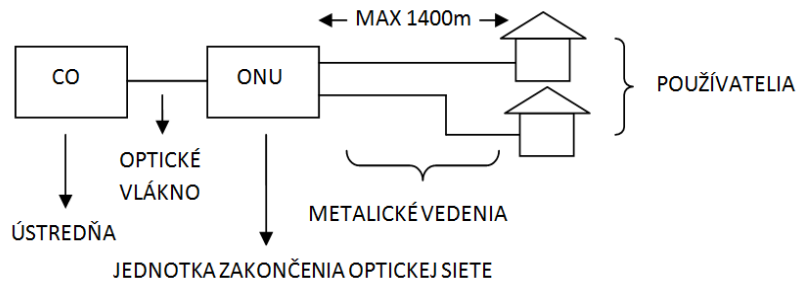 MAX 1400m
CO
ONU
POUŽÍVATELIA
OPTICKÉ
VLÁKNO
METALICKÉ VEDENIA
ÚSTREDŇA
JEDNOTKA ZAKONČENIA OPTICKEJ SIETE